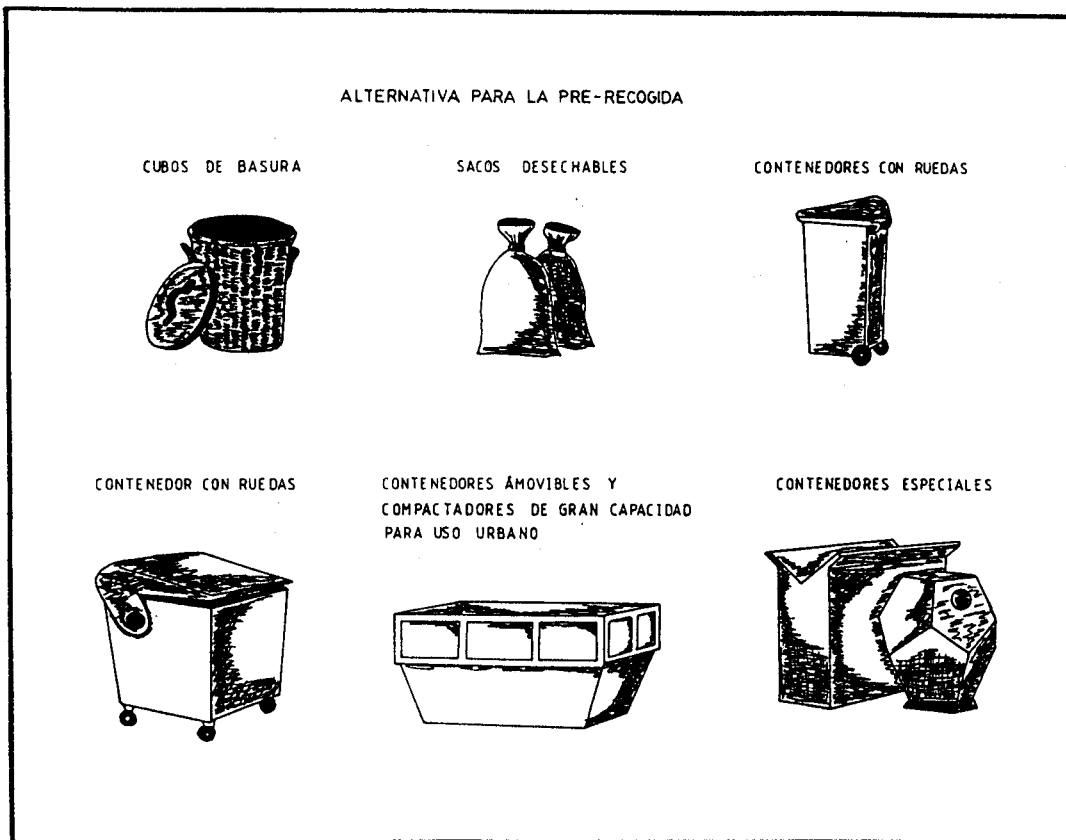 ALTERNATIVA PARA LA PRE-RECOGIDA
CUBOS DE BASURA
SACOS DESECHABLES
CONTENEDORES CON RUEDAS
CONTENEDOR CON RUEDAS
CONTENEDORES AMOVIBLES Y
COMPACTADORES DE GRAN CAPACIDAD
PARA USO URBANO
CONTENEDORES ESPECIALES